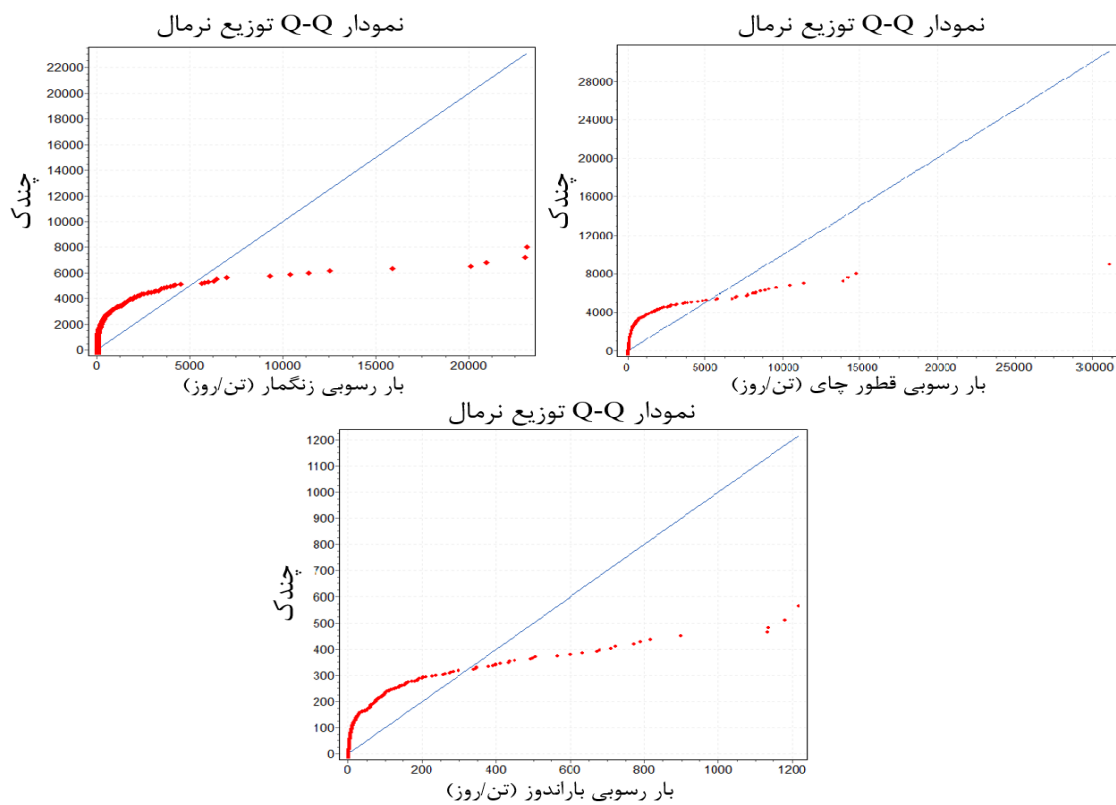 نمودار Q-Q توزیع نرمال
چندک
22000
20000
18000
16000
14000
12000
10000
8000
6000
4000
2000
0
0 5000 10000 15000 20000
بار رسوبی زنگمار (تن/روز)
نمودار Q-Q توزیع نرمال
چندک
28000
24000
20000
16000
12000
8000
4000
0
0 5000 10000 15000 20000 25000 30000
بار رسوبی قطور چای (تن/روز)
نمودار Q-Q توزیع نرمال
چندک
1200
1100
1000
900
800
700
600
500
400
300
200
100
0
0 200 400 600 800 1000 1200
بار رسوبی باراندوز (تن/روز)